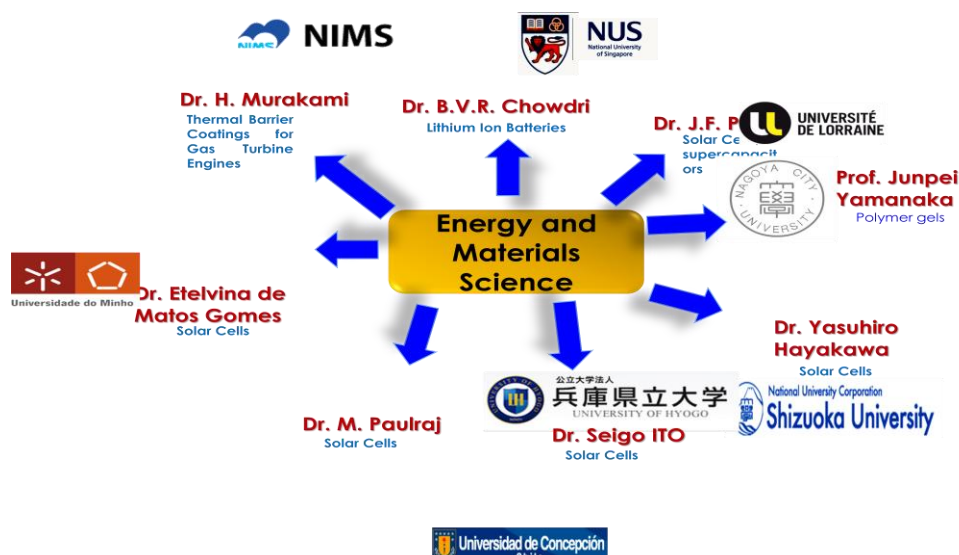 NIMS
NIMS
NUS
National University
of Singapore
Dr. H. Murakami
Thermal Barrier
Coatings for
Gas Turbine
Engines
Dr. B.V.R. Chowdri
Lithium Ion Batteries
Dr. J.F.
Solar
supercapacit
ors
UNIVERSITÉ
DE LORRAINE
NAGOYA CITY
UNIVERSITY
Prof. Junpei
Yamanaka
Polymer gels
Energy and
Materials
Science
Universidade do Minho
Dr. Etelvina de
Matos Gomes
Solar Cells
Dr. Yasuhiro
Hayakawa
Solar Cells
National University Corporation
Shizuoka University
公立大学法人
兵庫県立大学
UNIVERSITY OF HYOGO
Dr. Seigo ITO
Solar Cells
Dr. M. Paulraj
Solar Cells
Universidad de Concepción